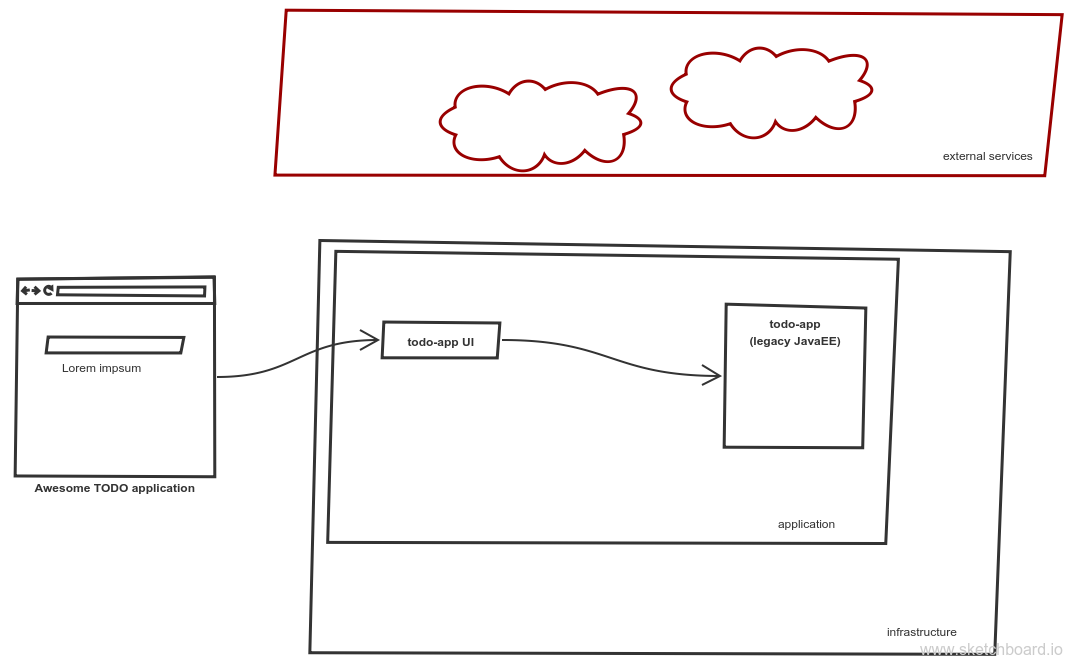 external services
todo-app
(legacy JavaEE)
todo-app UI
Lorem impsum
Awesome TODO application
application
infrastructure
www.sketchboard.io